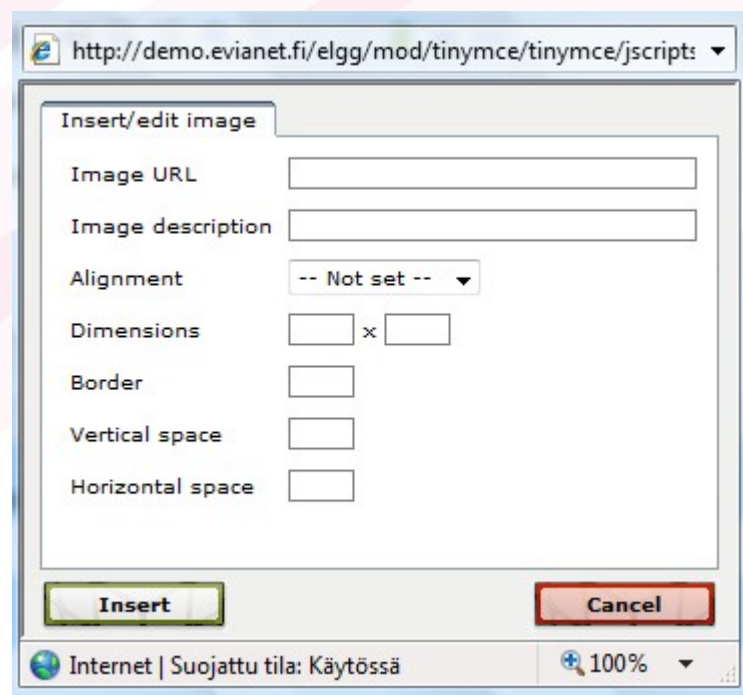 http://demo.evianet.fi/elgg/mod/tinymce/tinymce/jscripts
Insert/edit image
Image URL
Image description
Alignment -- Not set --
Dimensions x
Border
Vertical space
Horizontal space
Insert Cancel
Internet | Suojattu tila: Käytössä 100%